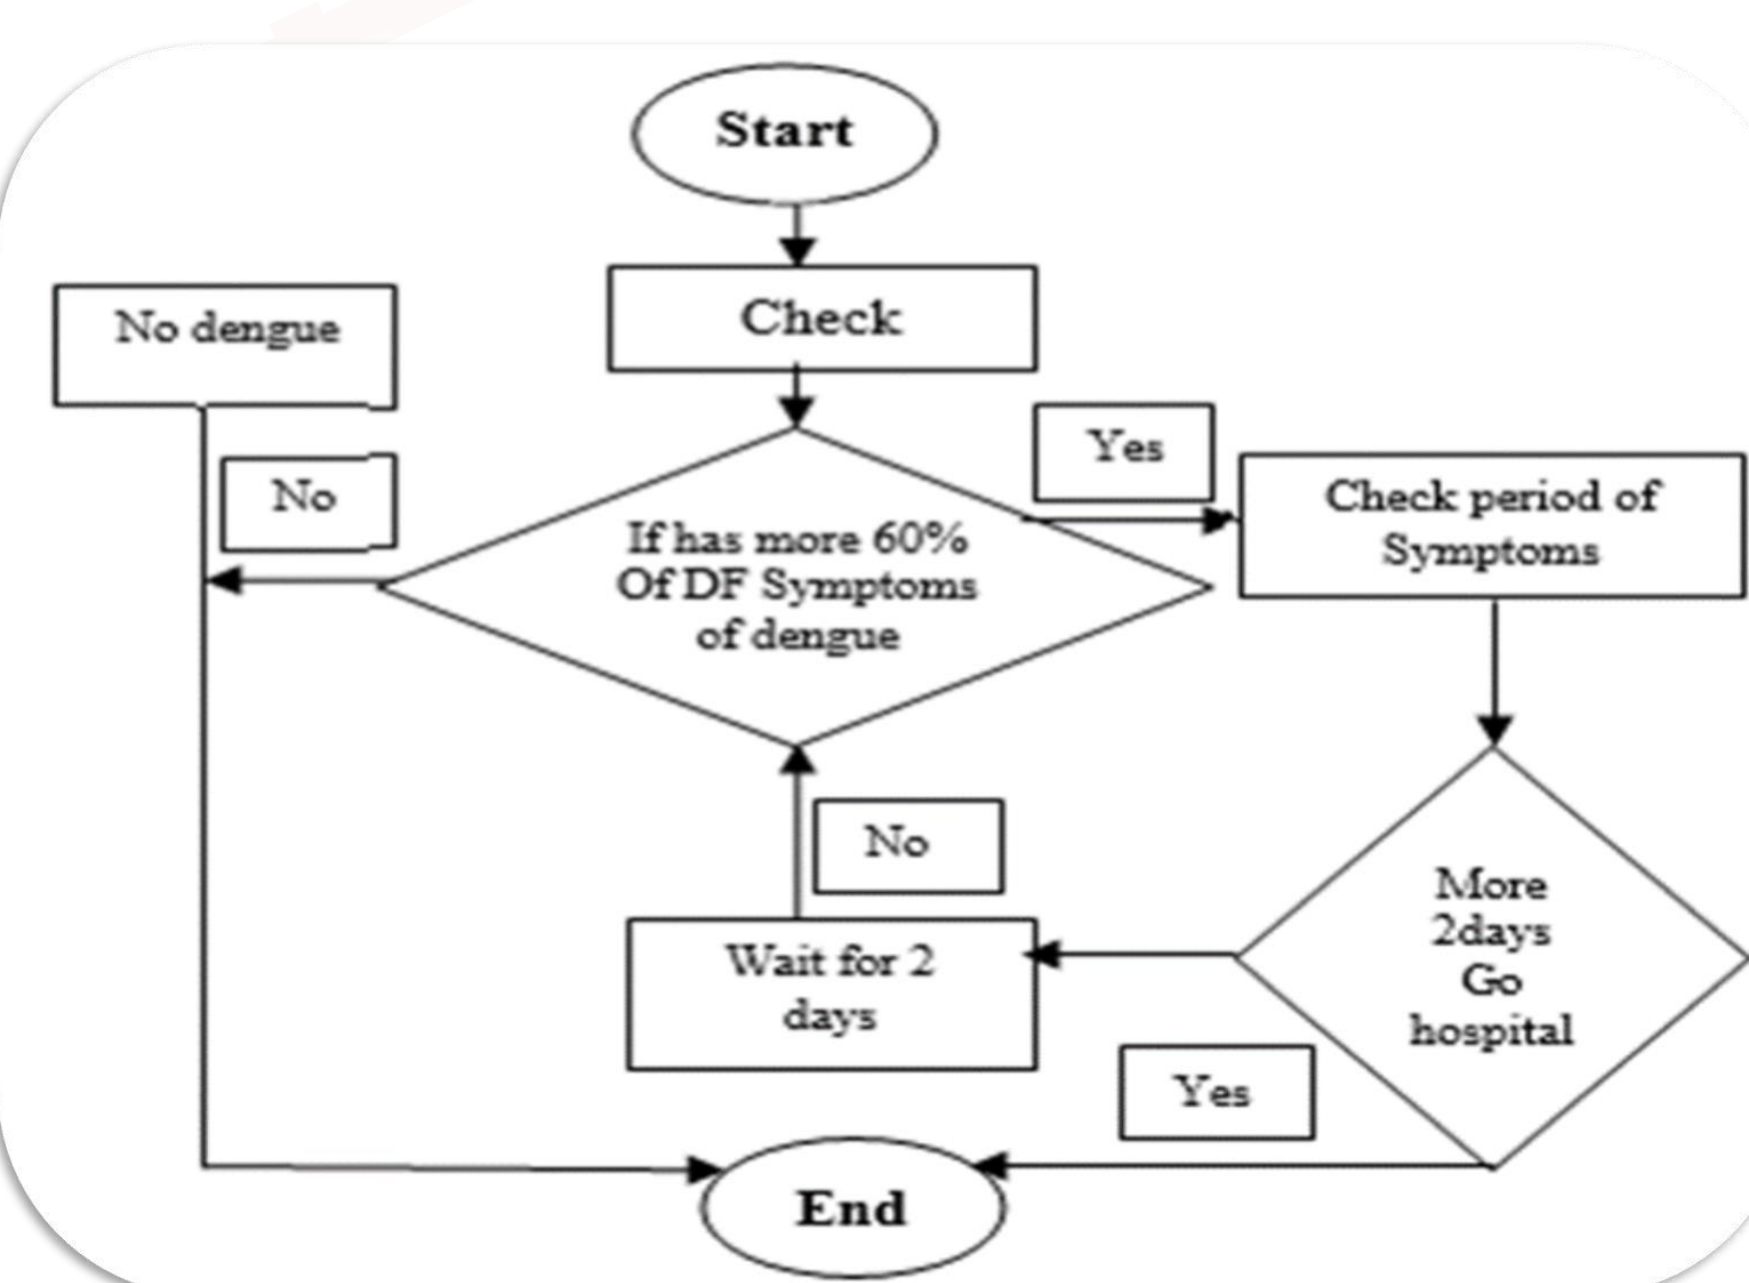 Start
Check
No dengue
Yes
No
Check period of
Symptoms
If has more 60%
Of DF Symptoms
of dengue
No
More
2days
Go
hospital
Wait for 2
days
Yes
End